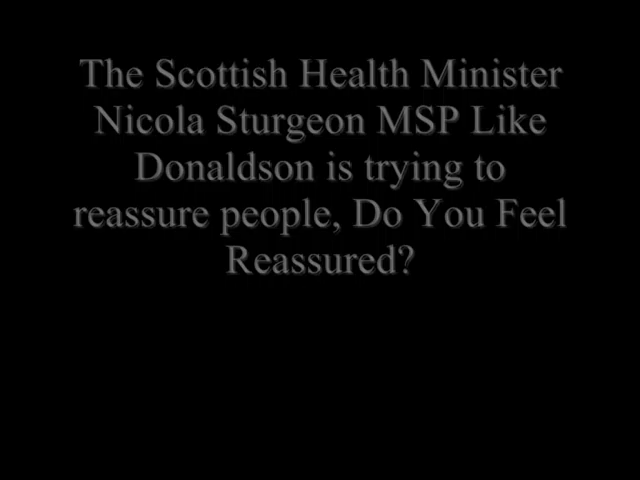 The Scottish Health Minister
Nicola Sturgeon MSP Like
Donaldson is trying to
reassure people, Do You Feel
Reassured?